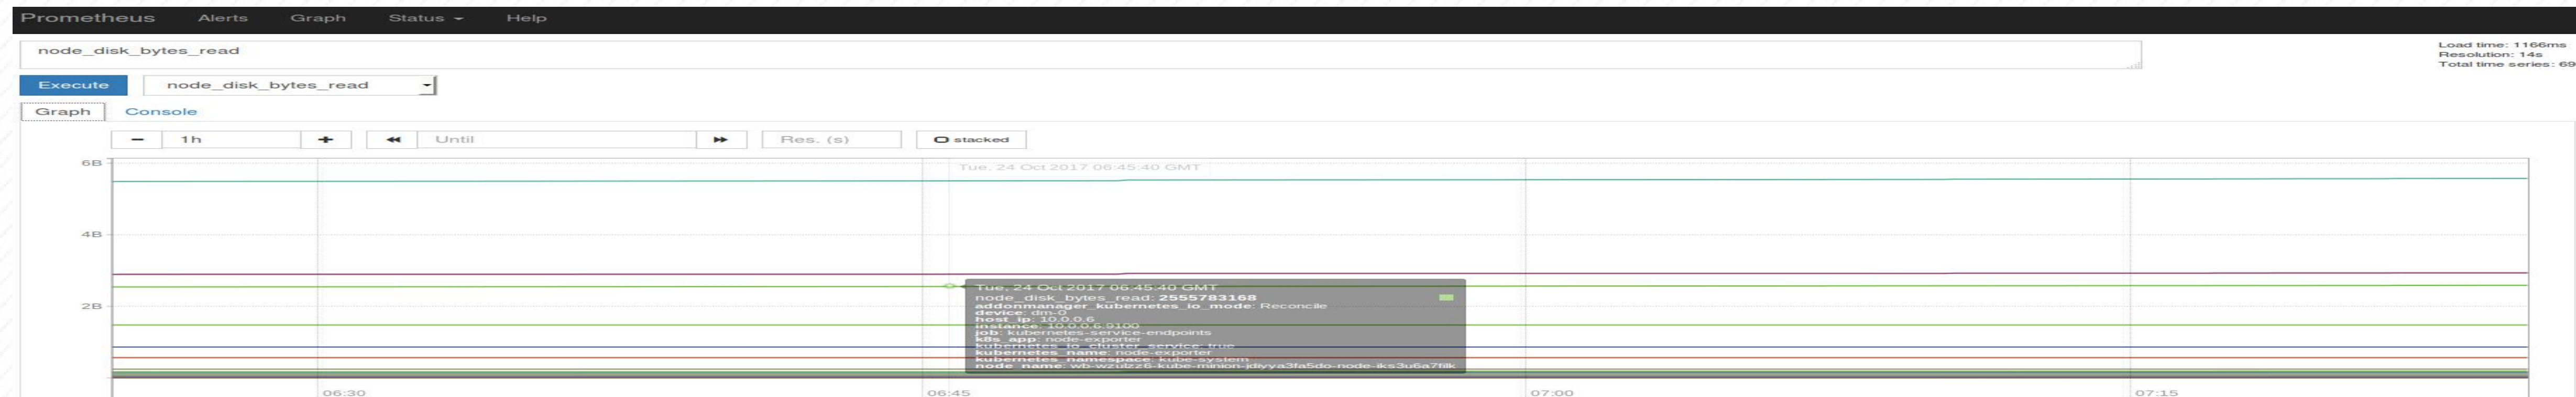 Prometheus Alerts Graph Status Help
node_disk_bytes_read
Load time: 1166ms
Resolution: 14s
Total time series: 69
Execute node_disk_bytes_read
Graph Console
1h Until Res. (s) stacked
6B
Tue, 24 Oct 2017 06:45:40 GMT
4B
2B
Tue, 24 Oct 2017 06:45:40 GMT
node_disk_bytes_read: 2555783168
addonmanager_kubernetes_io_mode: Reconcile
device: dm-0
host_ip: 10.0.0.6
instance: 10.0.0.6:9100
job: kubernetes-service-endpoints
k8s_app: node-exporter
kubernetes_io_cluster_service: true
kubernetes_name: node-exporter
kubernetes_namespace: kube-system
node_name:
06:30 06:45 07:00 07:15